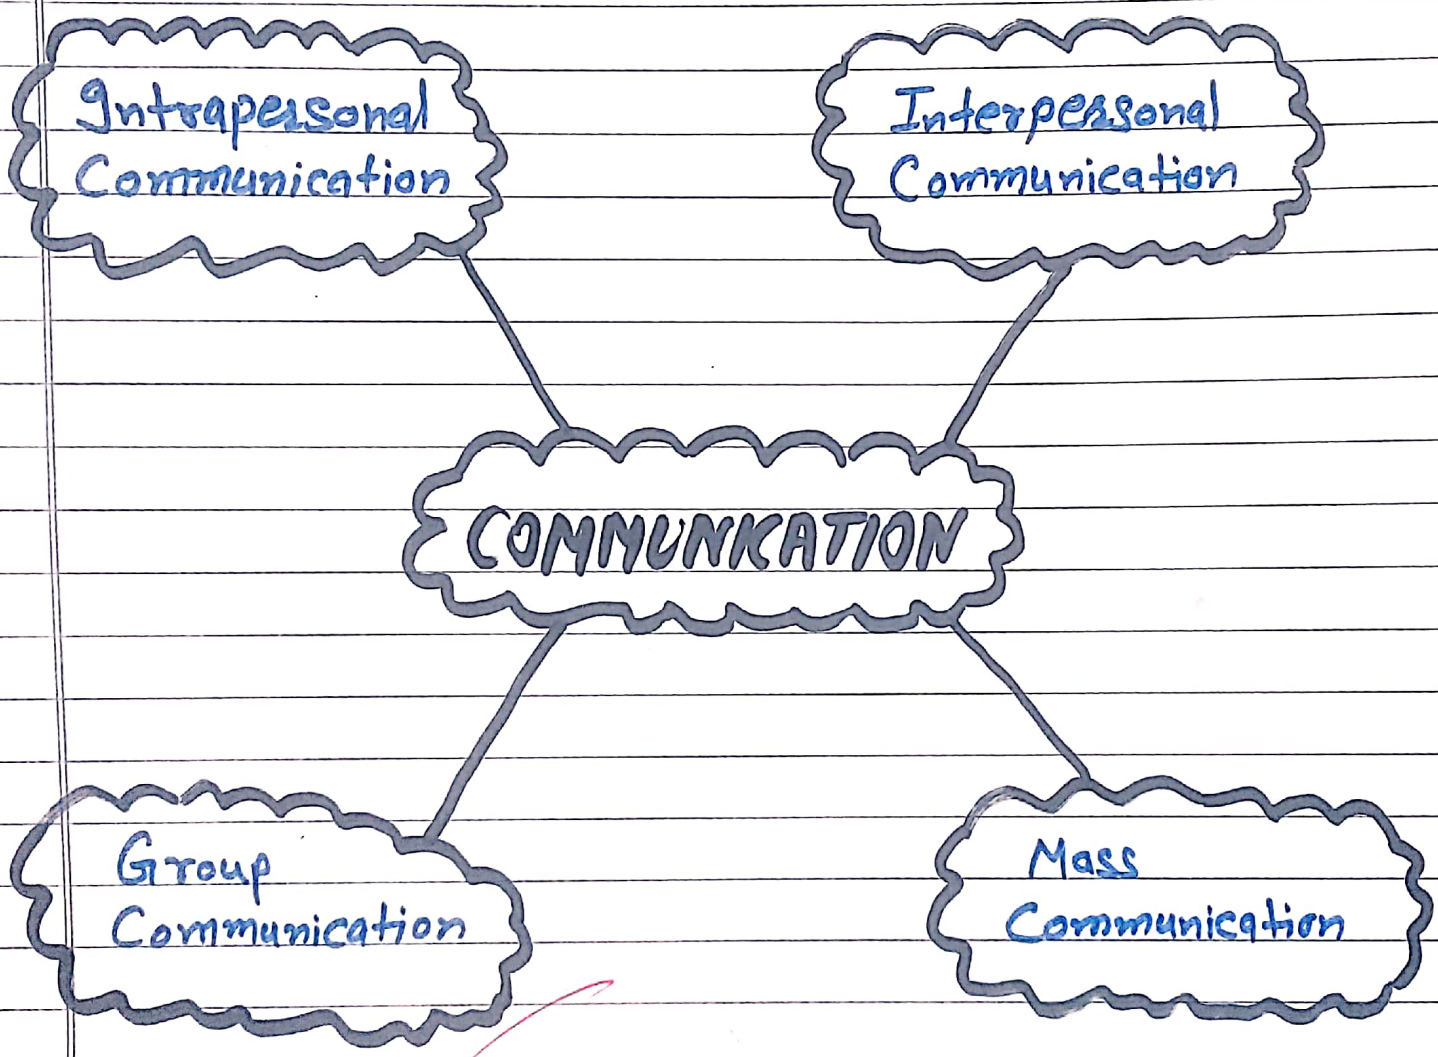 Intrapersonal
Communication
Interpersonal
Communication
COMMUNICATION
Group
Communication
Mass
Communication